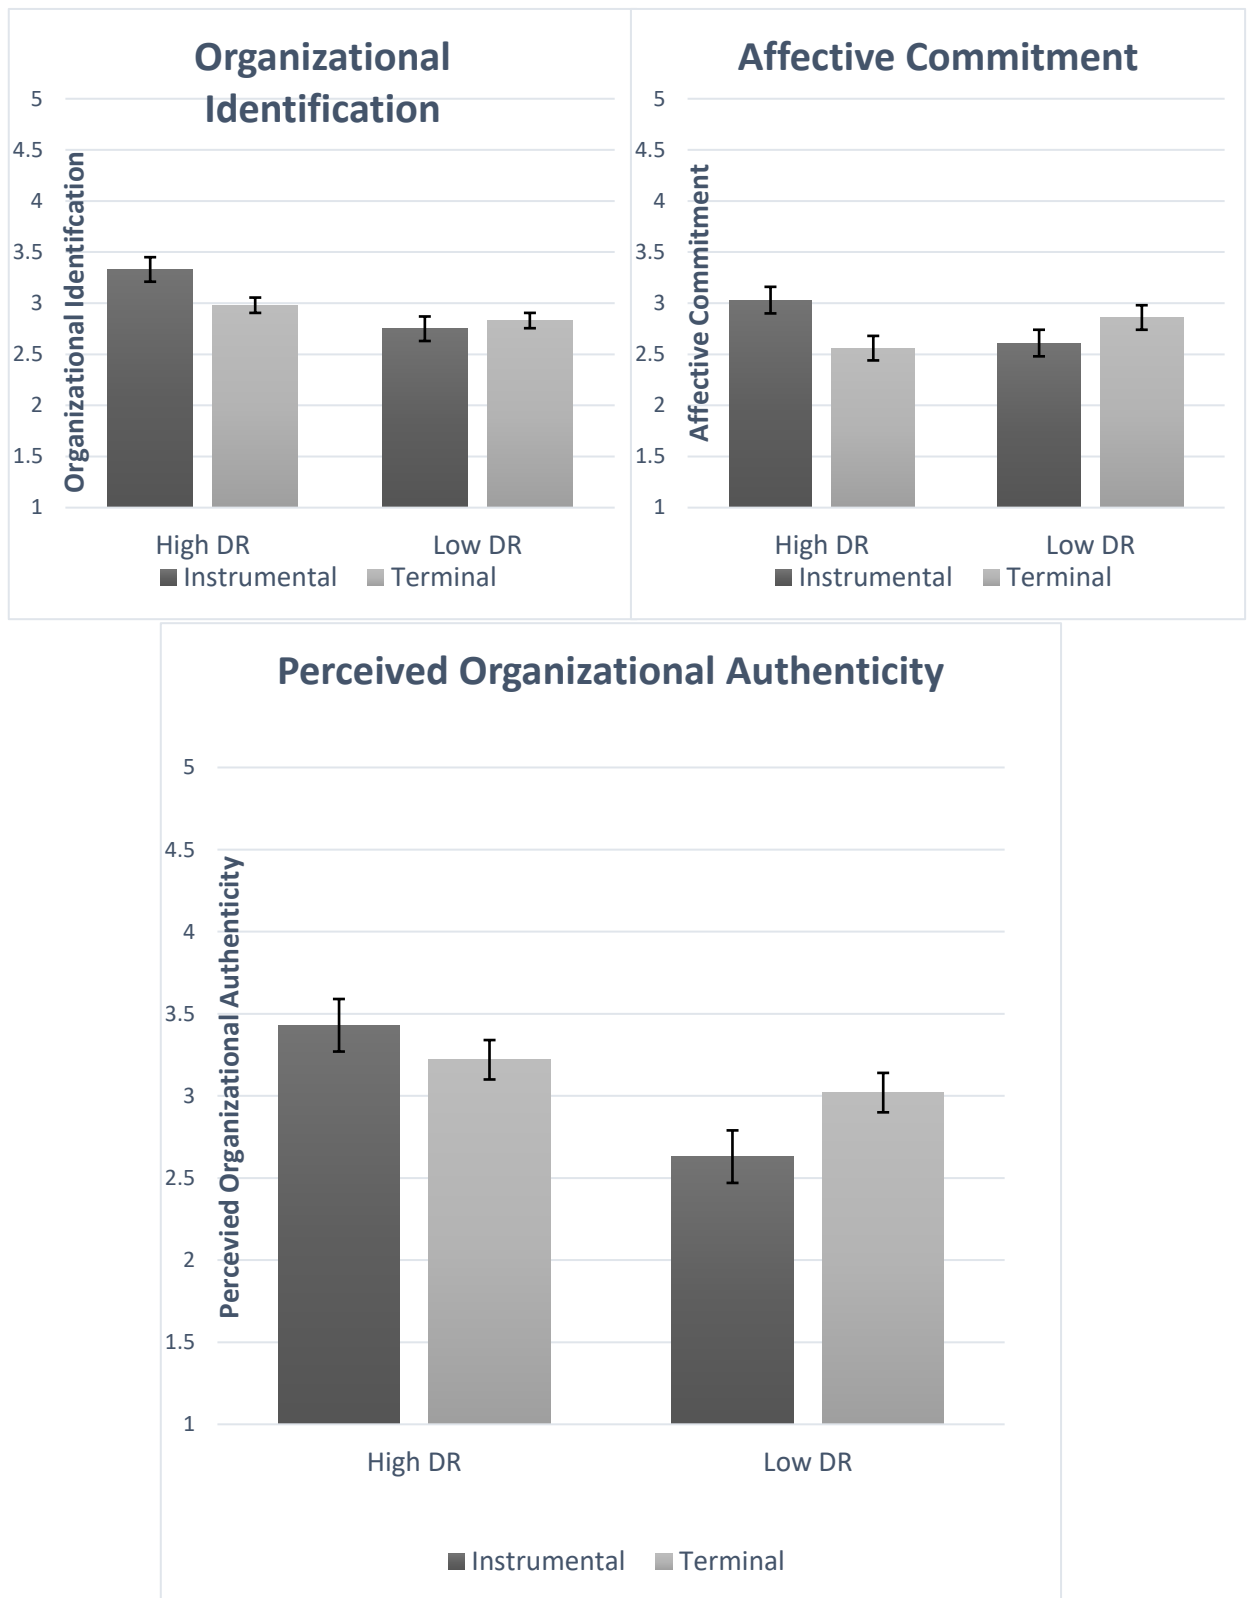 Organizational
Identification
5
4.5
4
3.5
3
2.5
2
1.5
1
Organizational Identifcation
High DR
Low DR
Instrumental
Terminal
Affective Commitment
5
4.5
4
3.5
3
2.5
2
1.5
1
Affective Commitment
High DR
Low DR
Instrumental
Terminal
Perceived Organizational Authenticity
5
4.5
4
3.5
3
2.5
2
1.5
1
Percevied Organizational Authenticity
High DR
Low DR
Instrumental
Terminal